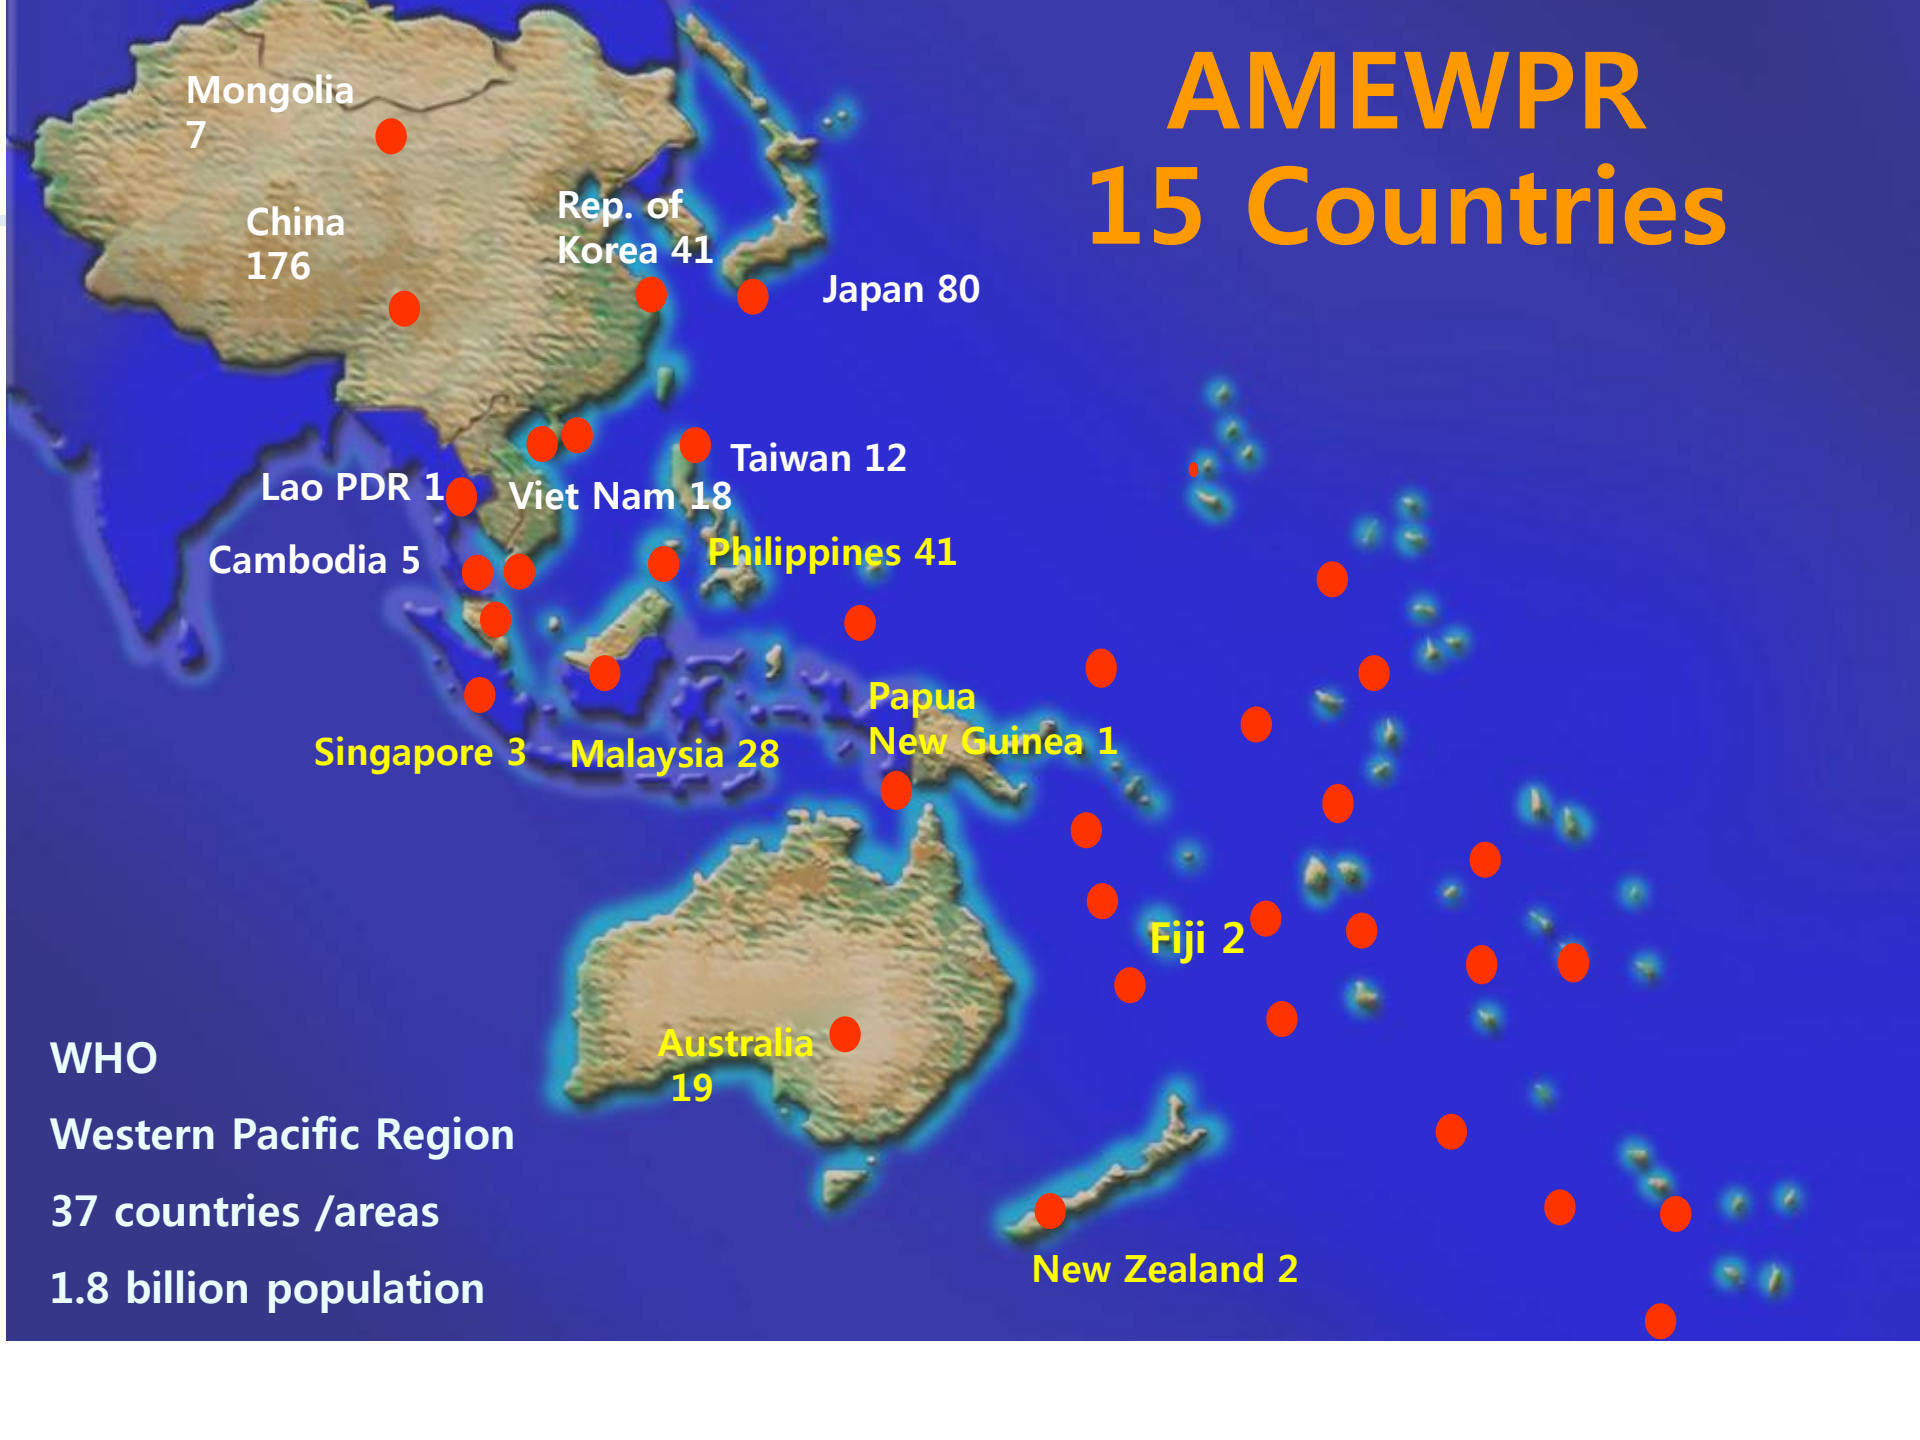 AMEWPR
15 Countries
Mongolia
7
China
176
Rep. of
Korea 41
Japan 80
Taiwan 12
Lao PDR 1
Viet Nam 18
Cambodia 5
Philippines 41
Papua
New Guinea 1
Singapore 3
Malaysia 28
Fiji 2
Australia
19
New Zealand 2
WHO
Western Pacific Region
37 countries /areas
1.8 billion population